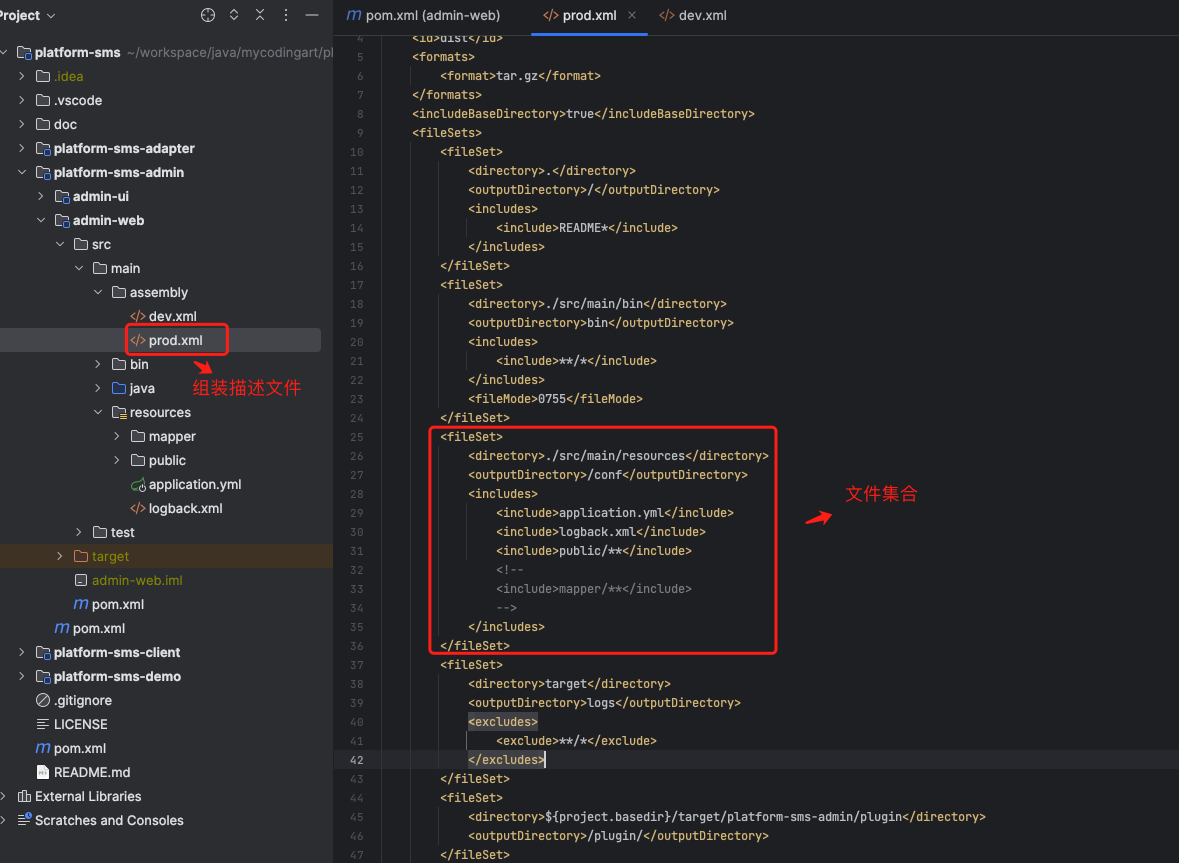 Project
platform-sms ~/workspace/java/mycodingart/pl
.idea
.vscode
doc
platform-sms-adapter
platform-sms-admin
admin-ui
admin-web
src
main
assembly
dev.xml
prod.xml
bin
组装描述文件
java
resources
mapper
public
application.yml
logback.xml
test
target
admin-web.iml
pom.xml
pom.xml
platform-sms-client
platform-sms-demo
.gitignore
LICENSE
pom.xml
README.md
External Libraries
Scratches and Consoles
pom.xml (admin-web) prod.xml dev.xml
4 <id>dist</id>
5 <formats>
6 <format>tar.gz</format>
7 </formats>
8 <includeBaseDirectory>true</includeBaseDirectory>
9 <fileSets>
10 <fileSet>
11 <directory>.</directory>
12 <outputDirectory>/</outputDirectory>
13 <includes>
14 <include>README*</include>
15 </includes>
16 </fileSet>
17 <fileSet>
18 <directory>./src/main/bin</directory>
19 <outputDirectory>bin</outputDirectory>
20 <includes>
21 <include>**/*</include>
22 </includes>
23 <fileMode>0755</fileMode>
24 </fileSet>
25 <fileSet>
26 <directory>./src/main/resources</directory>
27 <outputDirectory>/conf</outputDirectory>
28 <includes>
29 <include>application.yml</include>
30 <include>logback.xml</include>
31 <include>public/**</include>
32 <!--
33 <include>mapper/**</include>
34 -->
35 </includes>
36 </fileSet>
文件集合
37 <fileSet>
38 <directory>target</directory>
39 <outputDirectory>logs</outputDirectory>
40 <excludes>
41 <exclude>**/*</exclude>
42 </excludes>
43 </fileSet>
44 <fileSet>
45 <directory>${project.basedir}/target/platform-sms-admin/plugin</directory>
46 <outputDirectory>/plugin/</outputDirectory>
47 </fileSet>